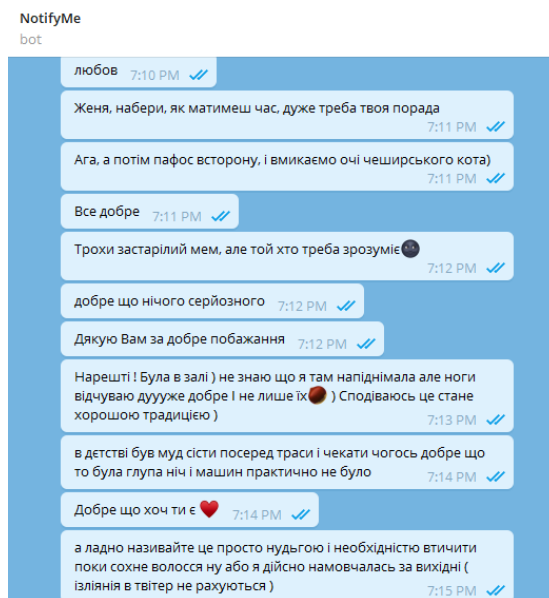 NotifyMe
bot
любов 7:10 PM
Женя, набери, як матимеш час, дуже треба твоя порада
7:11 PM
Ага, а потім пафос всторону, і вмикаємо очі чеширського кота)
7:11 PM
Все добре 7:11 PM
Трохи застарілий мем, але той хто треба зрозуміє🌚
7:12 PM
добре що нічого серйозного 7:12 PM
Дякую Вам за добре побажання 7:12 PM
Нарешті ! Була в залі ) не знаю що я там напіднімала але ноги
відчуваю дуууже добре І не лише їх🌰 ) Сподіваюсь це стане
хорошою традицією )
7:13 PM
в дєтстві був муд сісти посеред траси і чекати чогось добре що
то була глупа ніч і машин практично не було
7:14 PM
Добре що хоч ти є ♥ 7:14 PM
а ладно називайте це просто нудьгою і необхідністю втичити
поки сохне волосся ну або я дійсно намовчалась за вихідні (
ізліянія в твітер не рахуються )
7:15 PM